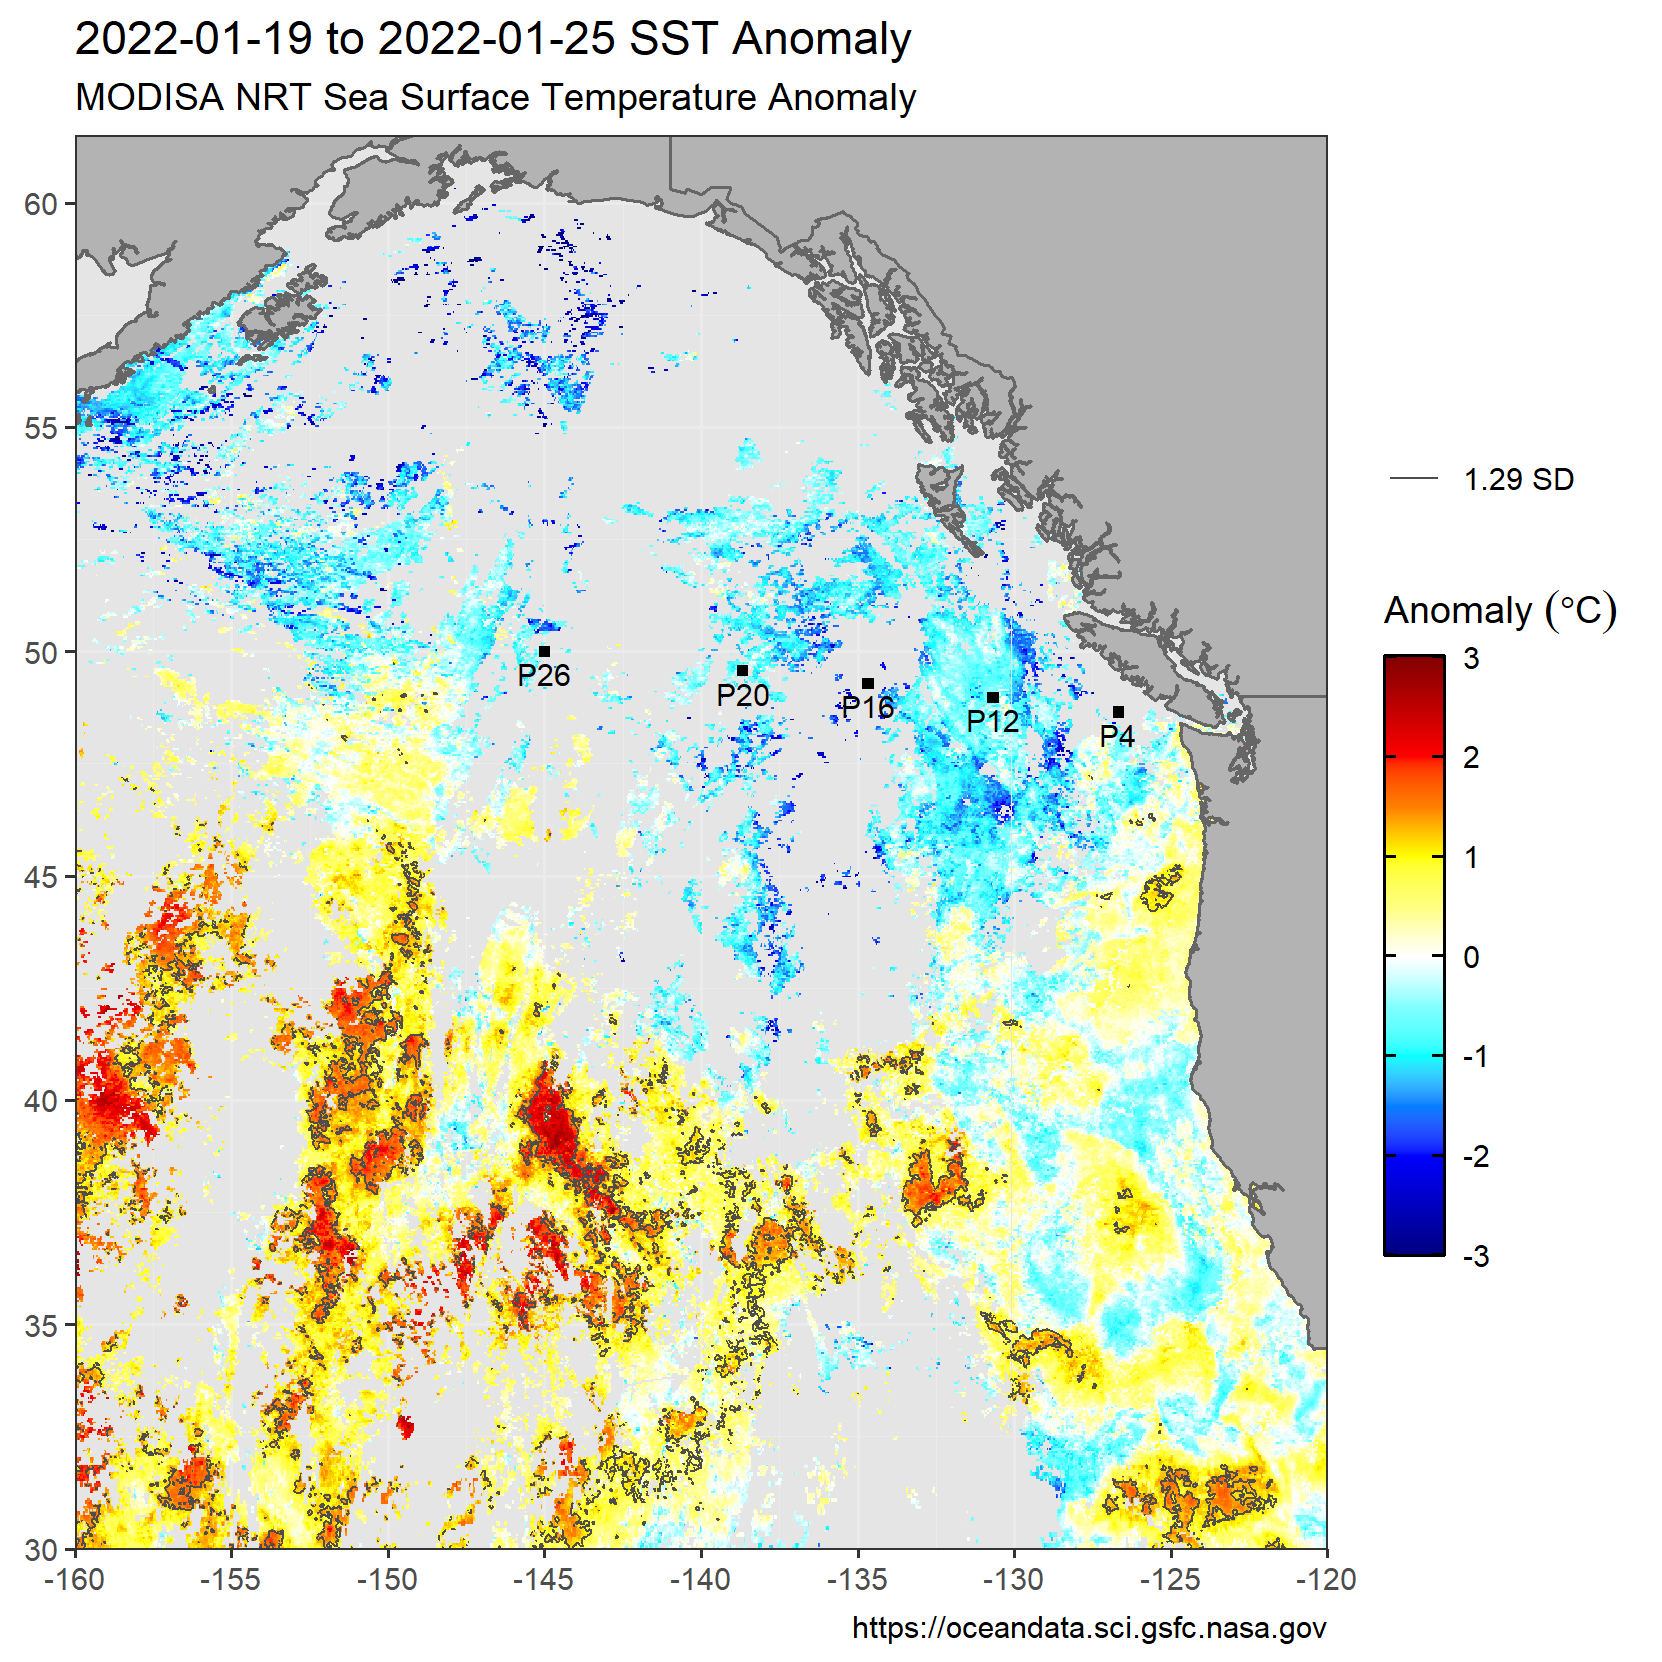 2022-01-19 to 2022-01-25 SST Anomaly
MODISA NRT Sea Surface Temperature Anomaly
60
55
50
45
40
35
30
-160
-155
-150
-145
-140
-135
-130
-125
-120
P26
P20
P16
P12
P4
1.29 SD
Anomaly (°C)
3
2
1
0
-1
-2
-3
https://oceandata.sci.gsfc.nasa.gov